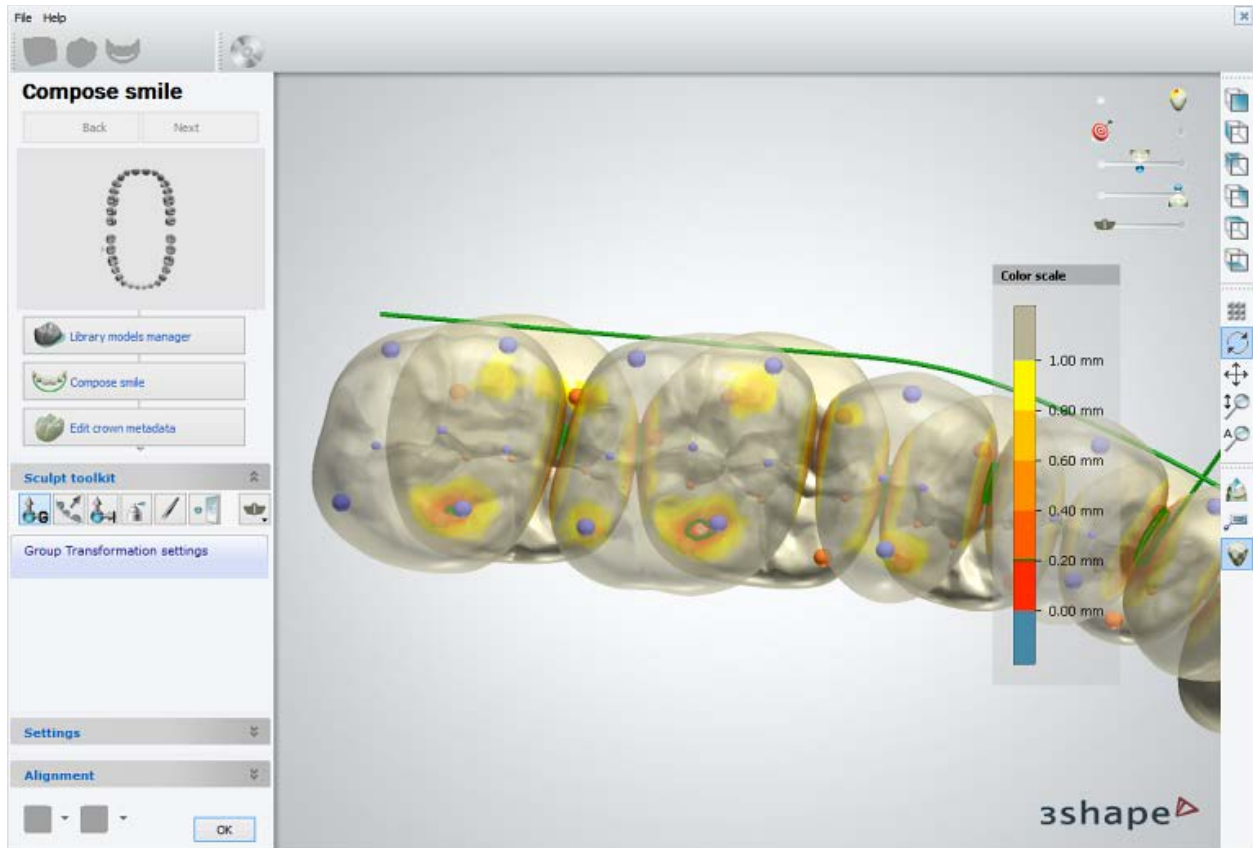 File Help
Compose smile
Back Next
Library models manager
Compose smile
Edit crown metadata
Sculpt toolkit
G I
Group Transformation settings
Settings
Alignment
OK
Color scale
1.00 mm
0.80 mm
0.60 mm
0.40 mm
0.20 mm
0.00 mm
A
3shape